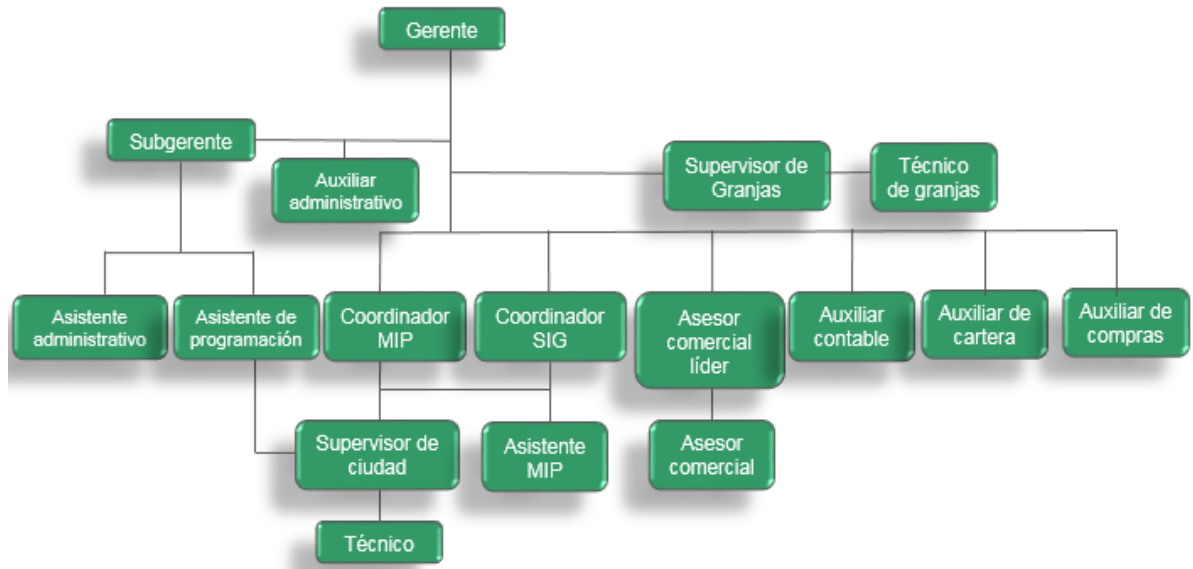 Gerente
Subgerente
Auxiliar
administrativo
Supervisor de
Granjas
Técnico
de granjas
Asistente
administrativo
Asistente de
programación
Coordinador
MIP
Coordinador
SIG
Asesor
comercial
líder
Auxiliar
contable
Auxiliar de
cartera
Auxiliar de
compras
Supervisor de
ciudad
Asistente
MIP
Asesor
comercial
Técnico